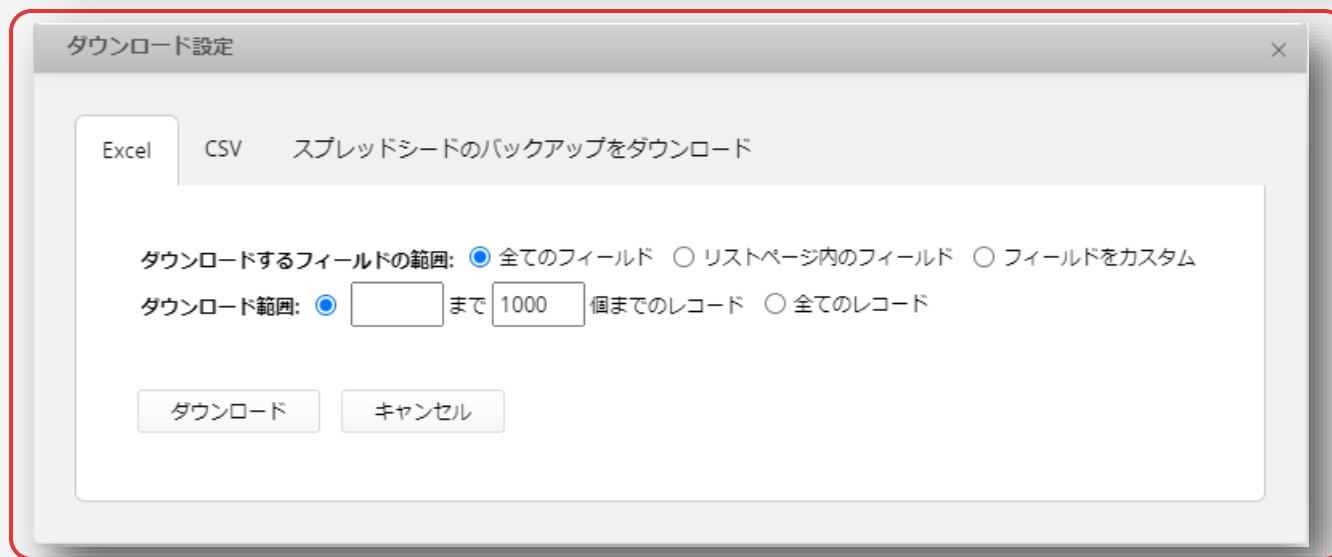 ダウンロード設定
Excel CSV スプレッドシードのバックアップをダウンロード
ダウンロードするフィールドの範囲: 全てのフィールド リストページ内のフィールド フィールドをカスタム
ダウンロード範囲: まで 1000 個までのレコード 全てのレコード
ダウンロード キャンセル